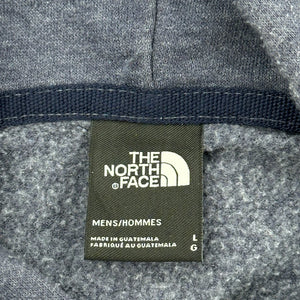 THE
NORTH
FACE
MENS/HOMMES
MADE IN GUATEMALA
FABRIQUÉ AU GUATEMALA
L
G